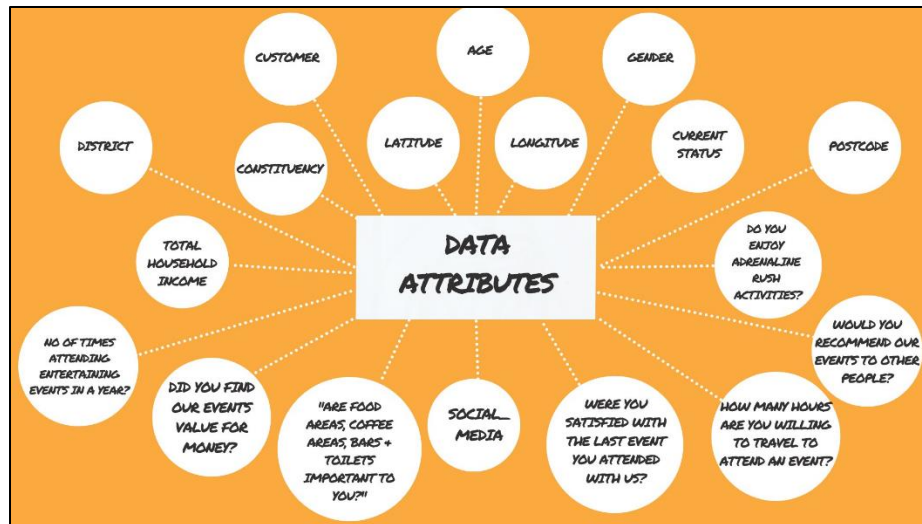 CUSTOMER
AGE
GENDER
DISTRICT
CONSTITUENCY
LATITUDE
LONGITUDE
CURRENT
STATUS
POSTCODE
DATA
ATTRIBUTES
TOTAL
HOUSEHOLD
INCOME
DO YOU
ENJOY
ADRENALINE
RUSH
ACTIVITIES?
NO OF TIMES
ATTENDING
ENTERTAINING
EVENTS IN A YEAR?
DID YOU FIND
OUR EVENTS
VALUE FOR
MONEY?
"ARE FOOD
AREAS, COFFEE
AREAS, BARS &
TOILETS
IMPORTANT TO
YOU?"
SOCIAL_
MEDIA
WERE YOU
SATISFIED WITH
THE LAST EVENT
YOU ATTENDED
WITH US?
HOW MANY HOURS
ARE YOU WILLING
TO TRAVEL TO
ATTEND AN EVENT?
WOULD YOU
RECOMMEND OUR
EVENTS TO OTHER
PEOPLE?